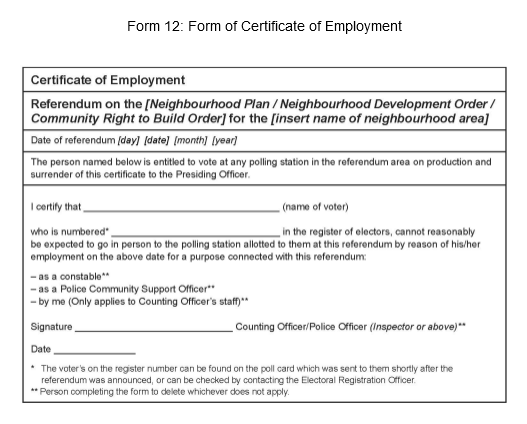 Form 12: Form of Certificate of Employment
Certificate of Employment
Referendum on the [Neighbourhood Plan / Neighbourhood Development Order /
Community Right to Build Order] for the [insert name of neighbourhood area]
Date of referendum [day] [date] [month] [year]
The person named below is entitled to vote at any polling station in the referendum area on production and
surrender of this certificate to the Presiding Officer.
I certify that ______________________ (name of voter)
who is numbered* ______________________ in the register of electors, cannot reasonably
be expected to go in person to the polling station allotted to them at this referendum by reason of his/her
employment on the above date for a purpose connected with this referendum:
– as a constable**
– as a Police Community Support Officer**
– by me (Only applies to Counting Officer's staff)**
Signature ______________________ Counting Officer/Police Officer (Inspector or above)**
Date ______________
* The voter's on the register number can be found on the poll card which was sent to them shortly after the
referendum was announced, or can be checked by contacting the Electoral Registration Officer.
** Person completing the form to delete whichever does not apply.